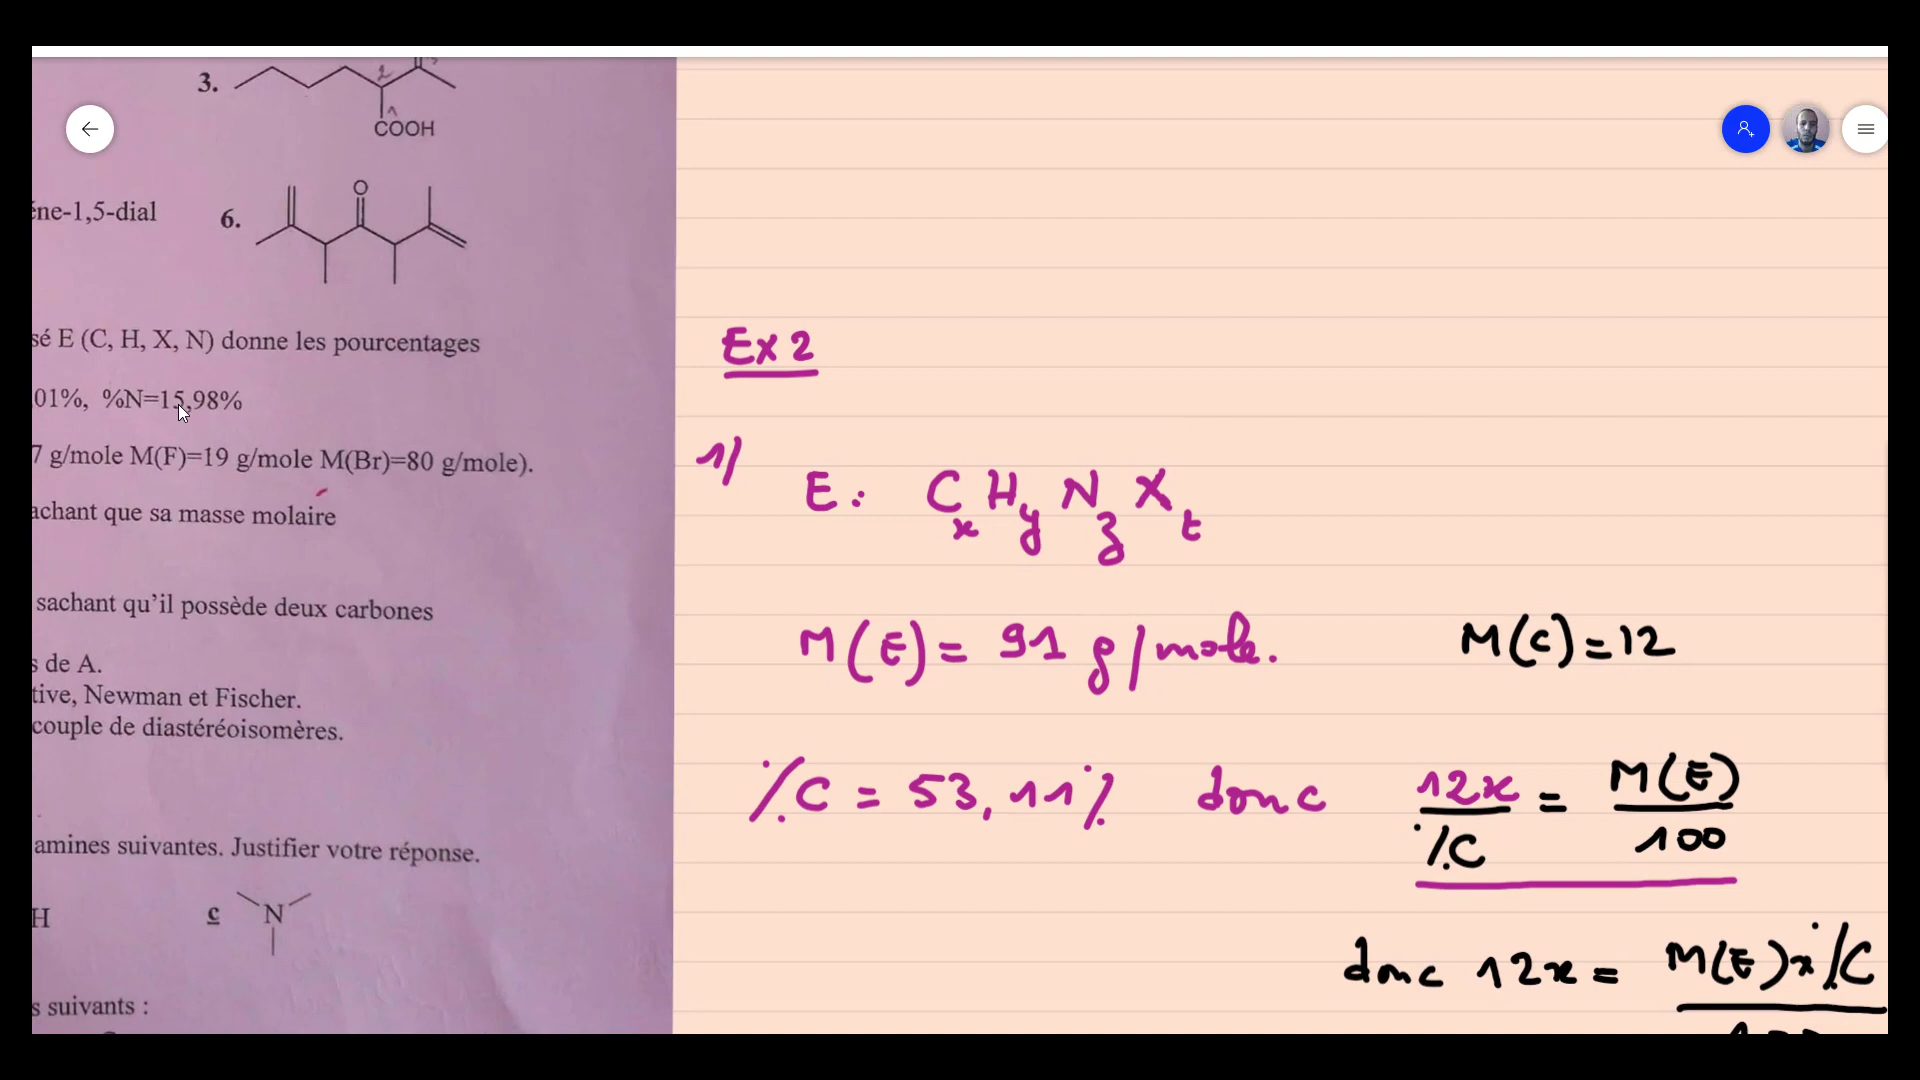 3.
2
COOH
éne-1,5-dial
6.
O
sé E (C, H, X, N) donne les pourcentages
01%, %N=15,98%
7 g/mole M(F)=19 g/mole M(Br)=80 g/mole).
achant que sa masse molaire
sachant qu'il possède deux carbones
s de A.
tive, Newman et Fischer.
couple de diastéréoisomères.
amines suivantes. Justifier votre réponse.
H
c
N
s suivants :
Ex 2
1/
E : CxHyNzXt
M(E) = 91 g/mole.
M(C) = 12
%C = 53,11% donc 12x/%C = M(E)/100
donc 12x = M(E)x%C